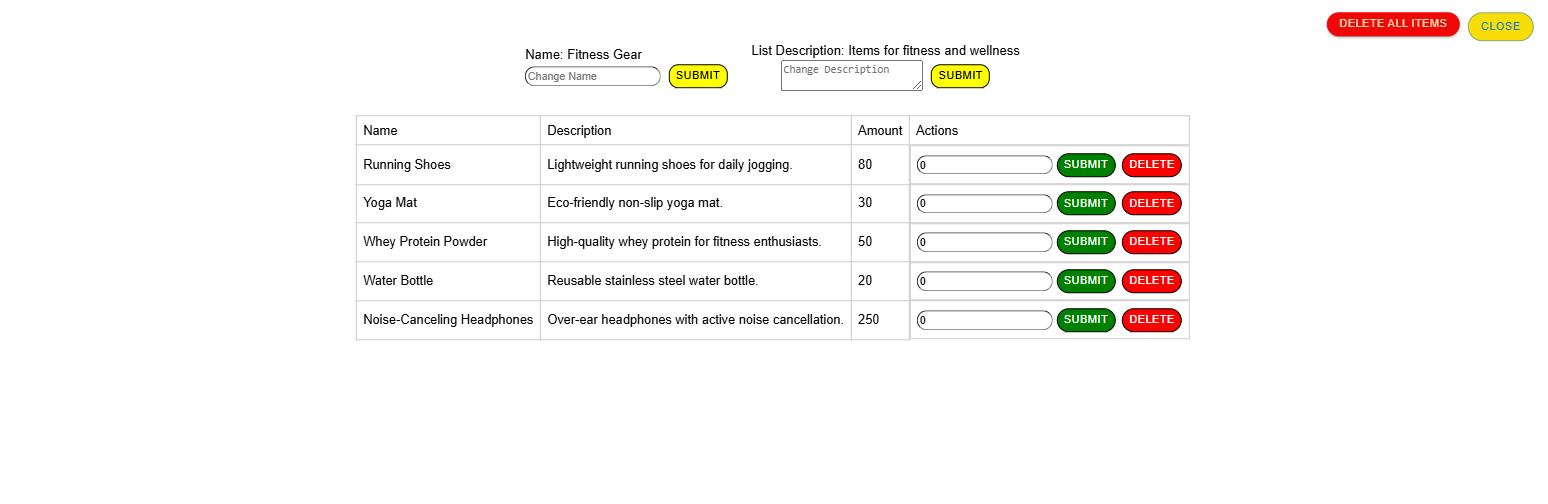 DELETE ALL ITEMS CLOSE
Name: Fitness Gear
Change Name SUBMIT
List Description: Items for fitness and wellness
Change Description SUBMIT
Name Description Amount Actions
Running Shoes Lightweight running shoes for daily jogging. 80 0 SUBMIT DELETE
Yoga Mat Eco-friendly non-slip yoga mat. 30 0 SUBMIT DELETE
Whey Protein Powder High-quality whey protein for fitness enthusiasts. 50 0 SUBMIT DELETE
Water Bottle Reusable stainless steel water bottle. 20 0 SUBMIT DELETE
Noise-Canceling Headphones Over-ear headphones with active noise cancellation. 250 0 SUBMIT DELETE